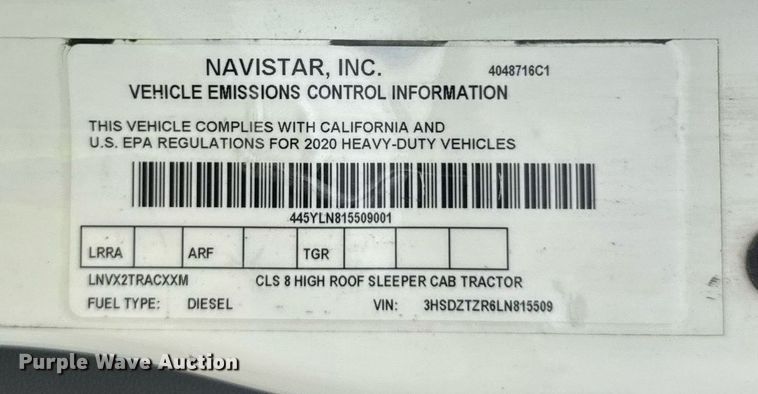 NAVISTAR, INC. 4048716C1
VEHICLE EMISSIONS CONTROL INFORMATION
THIS VEHICLE COMPLIES WITH CALIFORNIA AND
U.S. EPA REGULATIONS FOR 2020 HEAVY-DUTY VEHICLES
445YLN815509001
LRRA ARF TGR
LNVX2TRACXXM CLS 8 HIGH ROOF SLEEPER CAB TRACTOR
FUEL TYPE: DIESEL VIN: 3HSDZTZR6LN815509
Purple Wave Auction